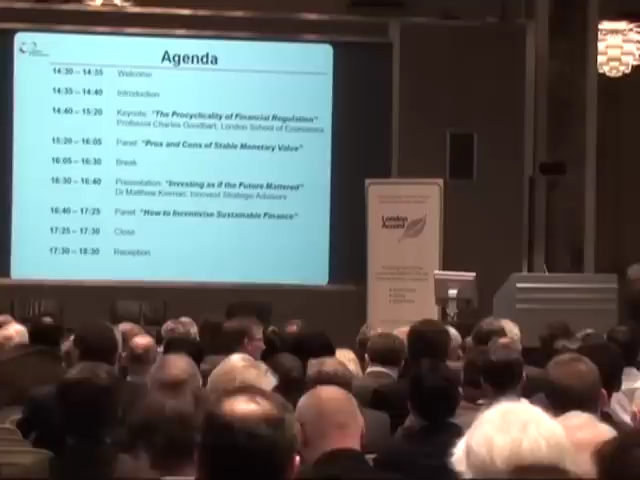 Agenda
14:30 – 14:35 Welcome
14:35 – 14:40 Introduction
14:40 – 15:20 Keynote: "The Procyclicality of Financial Regulation"
Professor Charles Goodhart, London School of Economics
15:20 – 16:05 Panel: "Pros and Cons of Stable Monetary Value"
16:05 – 16:30 Break
16:30 – 16:40 Presentation: "Investing as if the Future Mattered"
Dr Matthew Kiernan, Innovest Strategic Advisors
16:40 – 17:25 Panel: "How to Incentivise Sustainable Finance"
17:25 – 17:30 Close
17:30 – 18:30 Reception
London
Accord